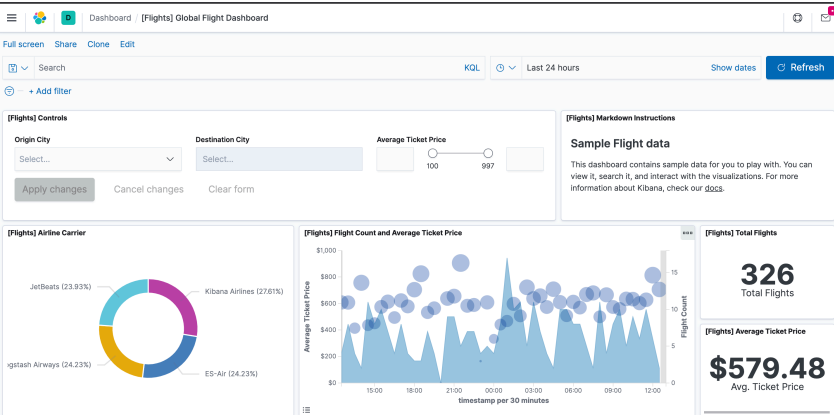 D Dashboard / [Flights] Global Flight Dashboard
Full screen Share Clone Edit
Search KQL Last 24 hours Show dates Refresh
+ Add filter
[Flights] Controls
Origin City Destination City Average Ticket Price
Select... Select... 100 997
Apply changes Cancel changes Clear form
[Flights] Markdown Instructions
Sample Flight data
This dashboard contains sample data for you to play with. You can
view it, search it, and interact with the visualizations. For more
information about Kibana, check our docs.
[Flights] Airline Carrier
JetBeats (23.93%)
Kibana Airlines (27.61%)
gstash Airways (24.23%)
ES-Air (24.23%)
[Flights] Flight Count and Average Ticket Price
Average Ticket Price
$1,000
$800
$600
$400
$200
$0
15:00 18:00 21:00 00:00 03:00 06:00 09:00 12:00
timestamp per 30 minutes
15
10
5
0
Flight Count
[Flights] Total Flights
326
Total Flights
[Flights] Average Ticket Price
$579.48
Avg. Ticket Price